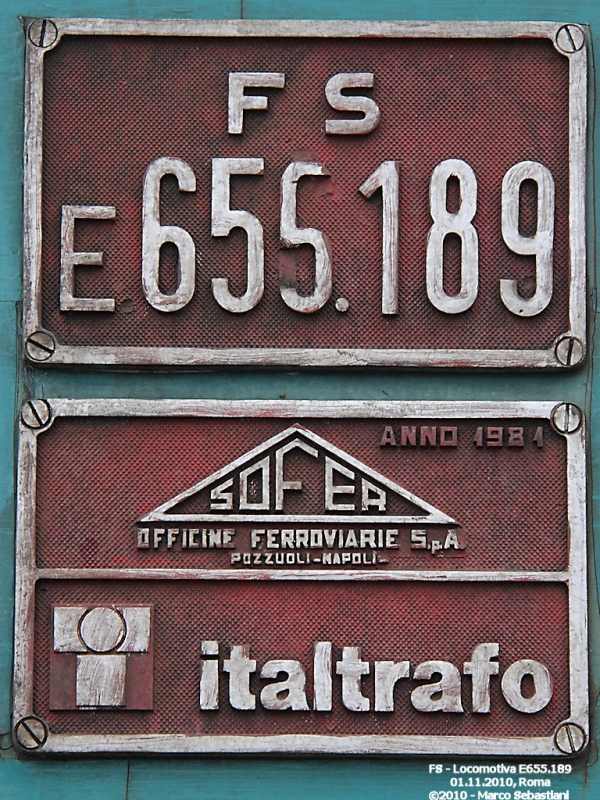 FS
E.655.189
ANNO 1981
SOFER
OFFICINE FERROVIARIE S.p.A.
POZZUOLI-NAPOLI-
italtrafo
FS - Locomotiva E655.189
01.11.2010, Roma
©2010 - Marco Sebastiani